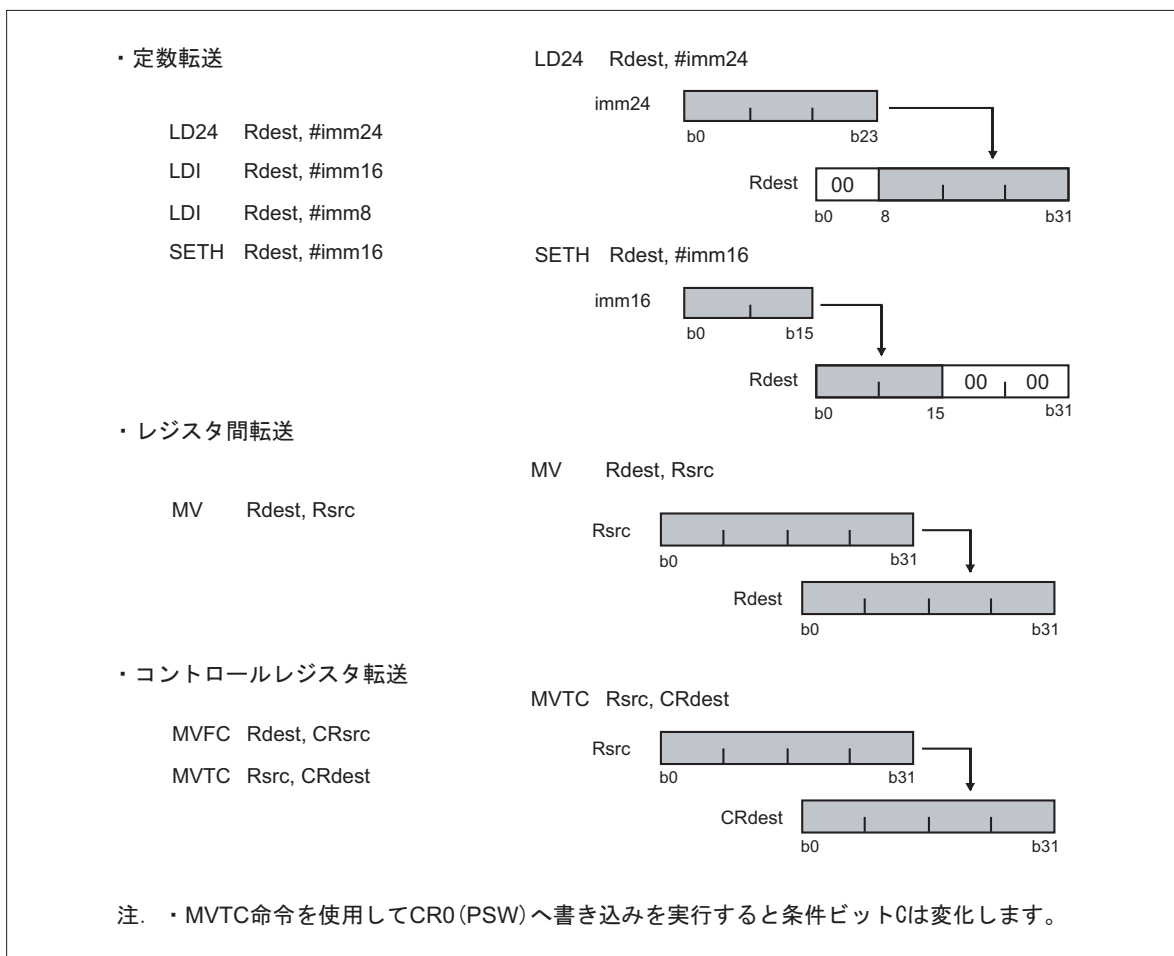 ・定数転送
LD24 Rdest, #imm24
LDI Rdest, #imm16
LDI Rdest, #imm8
SETH Rdest, #imm16
LD24 Rdest, #imm24
imm24
b0 b23
Rdest 00
b0 8 b31
SETH Rdest, #imm16
imm16
b0 b15
Rdest 00 00
b0 15 b31
・レジスタ間転送
MV Rdest, Rsrc
MV Rdest, Rsrc
Rsrc
b0 b31
Rdest
b0 b31
・コントロールレジスタ転送
MVFC Rdest, CRsrc
MVTC Rsrc, CRdest
MVTC Rsrc, CRdest
Rsrc
b0 b31
CRdest
b0 b31
注. ・MVTC命令を使用してCR0(PSW)へ書き込みを実行すると条件ビットCは変化します。